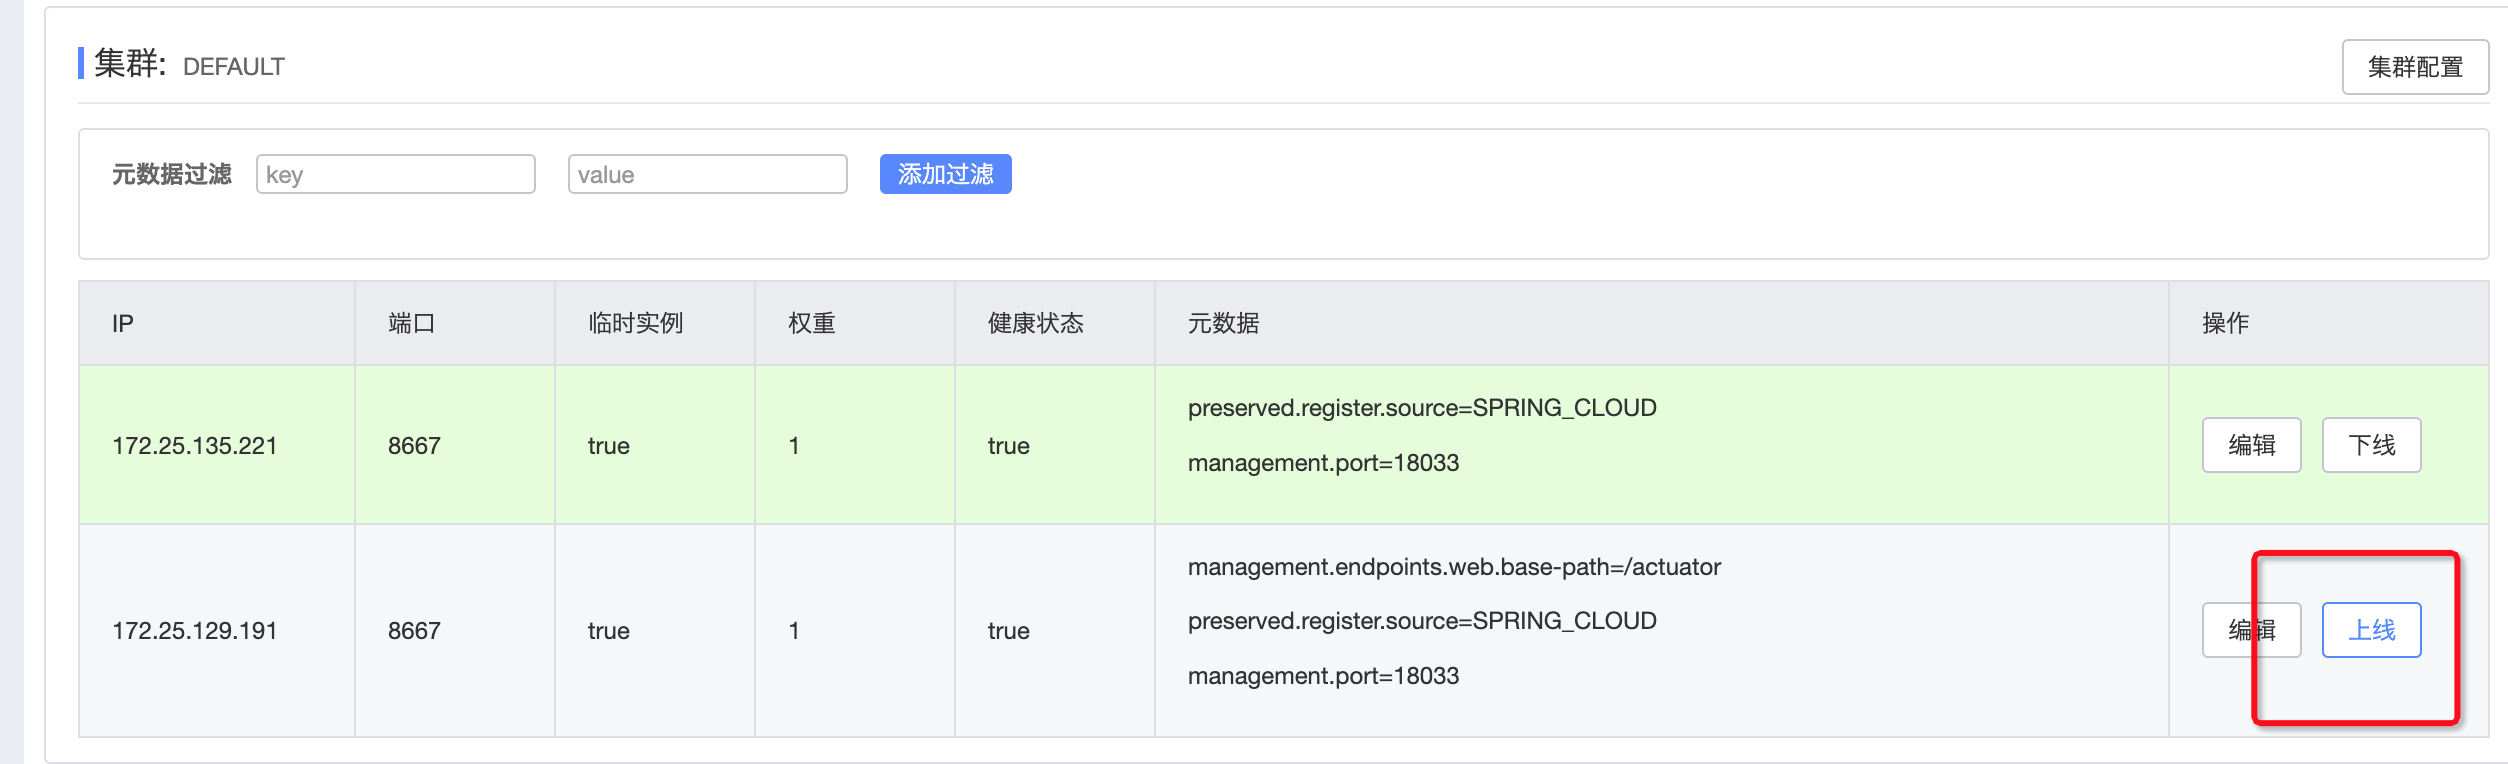 集群: DEFAULT
集群配置
元数据过滤 key value 添加过滤
IP 端口 临时实例 权重 健康状态 元数据 操作
172.25.135.221 8667 true 1 true preserved.register.source=SPRING_CLOUD
management.port=18033
编辑 下线
172.25.129.191 8667 true 1 true management.endpoints.web.base-path=/actuator
preserved.register.source=SPRING_CLOUD
management.port=18033
编辑 上线